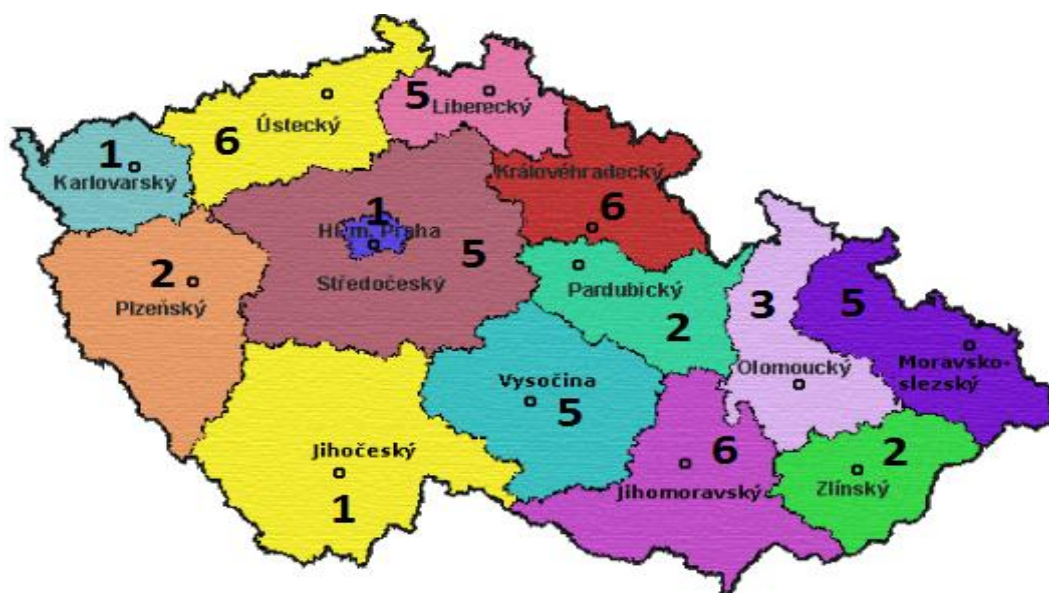 5
Liberecký
Ústecký
6
1
Karlovarský
Královéhradecký
6
1
Hl. m. Praha
5
Středočeský
2
Plzeňský
Pardubický
2
3
5
Moravsko-
slezský
Olomoucký
Vysočina
5
Jihočeský
1
6
Jihomoravský
2
Zlínský